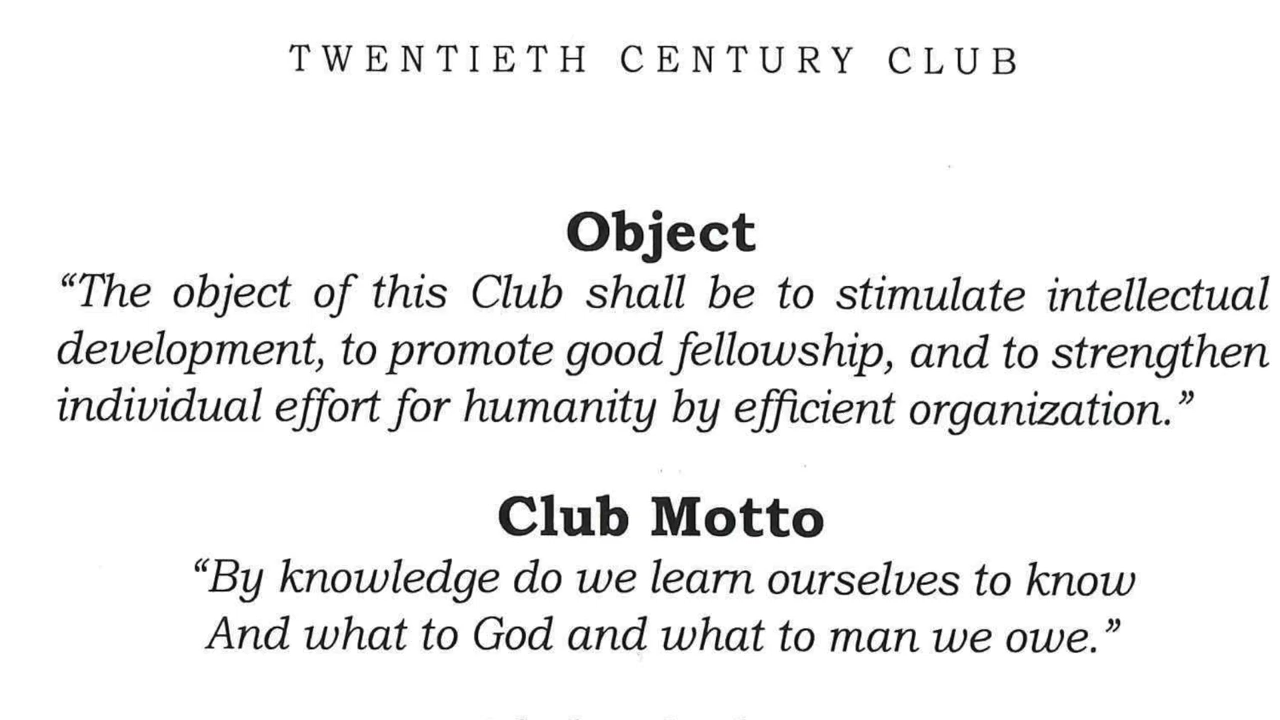 TWENTIETH CENTURY CLUB
Object
“The object of this Club shall be to stimulate intellectual
development, to promote good fellowship, and to strengthen
individual effort for humanity by efficient organization.”
Club Motto
“By knowledge do we learn ourselves to know
And what to God and what to man we owe.”